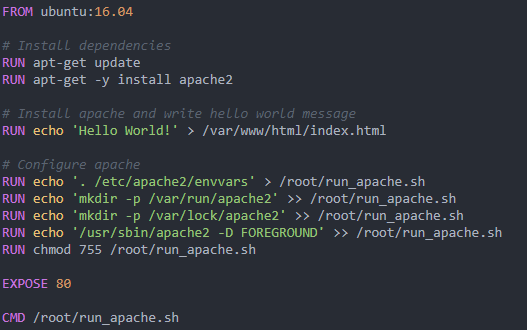 FROM ubuntu:16.04
# Install dependencies
RUN apt-get update
RUN apt-get -y install apache2
# Install apache and write hello world message
RUN echo 'Hello World!' > /var/www/html/index.html
# Configure apache
RUN echo '. /etc/apache2/envvars' > /root/run_apache.sh
RUN echo 'mkdir -p /var/run/apache2' >> /root/run_apache.sh
RUN echo 'mkdir -p /var/lock/apache2' >> /root/run_apache.sh
RUN echo '/usr/sbin/apache2 -D FOREGROUND' >> /root/run_apache.sh
RUN chmod 755 /root/run_apache.sh
EXPOSE 80
CMD /root/run_apache.sh